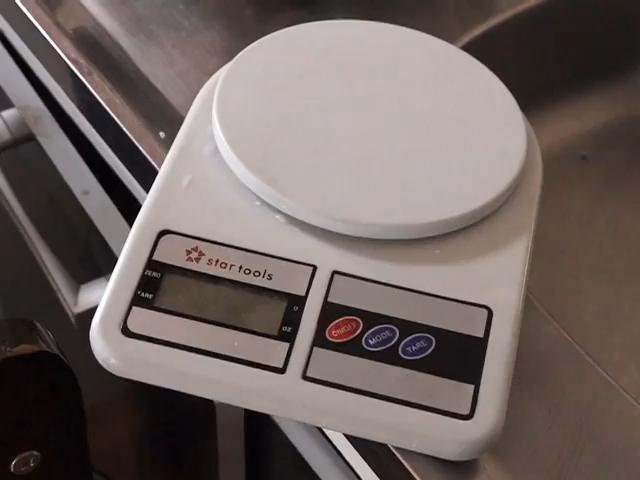 star tools
ZERO
TARE
OZ
ON/OFF
MODE
TARE